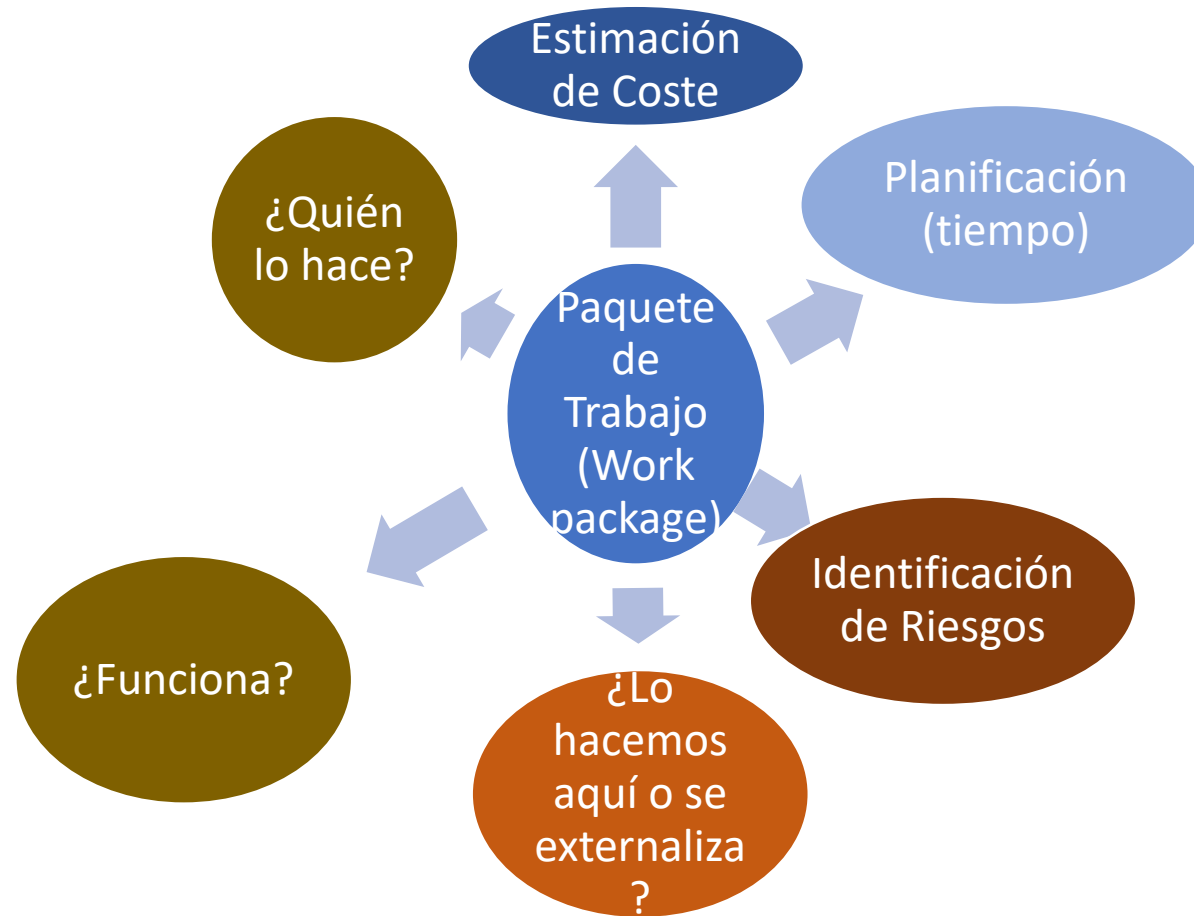 Estimación
de Coste
Planificación
(tiempo)
¿Quién
lo hace?
Paquete
de
Trabajo
(Work
package)
Identificación
de Riesgos
¿Funciona?
¿Lo
hacemos
aquí o se
externaliza
?